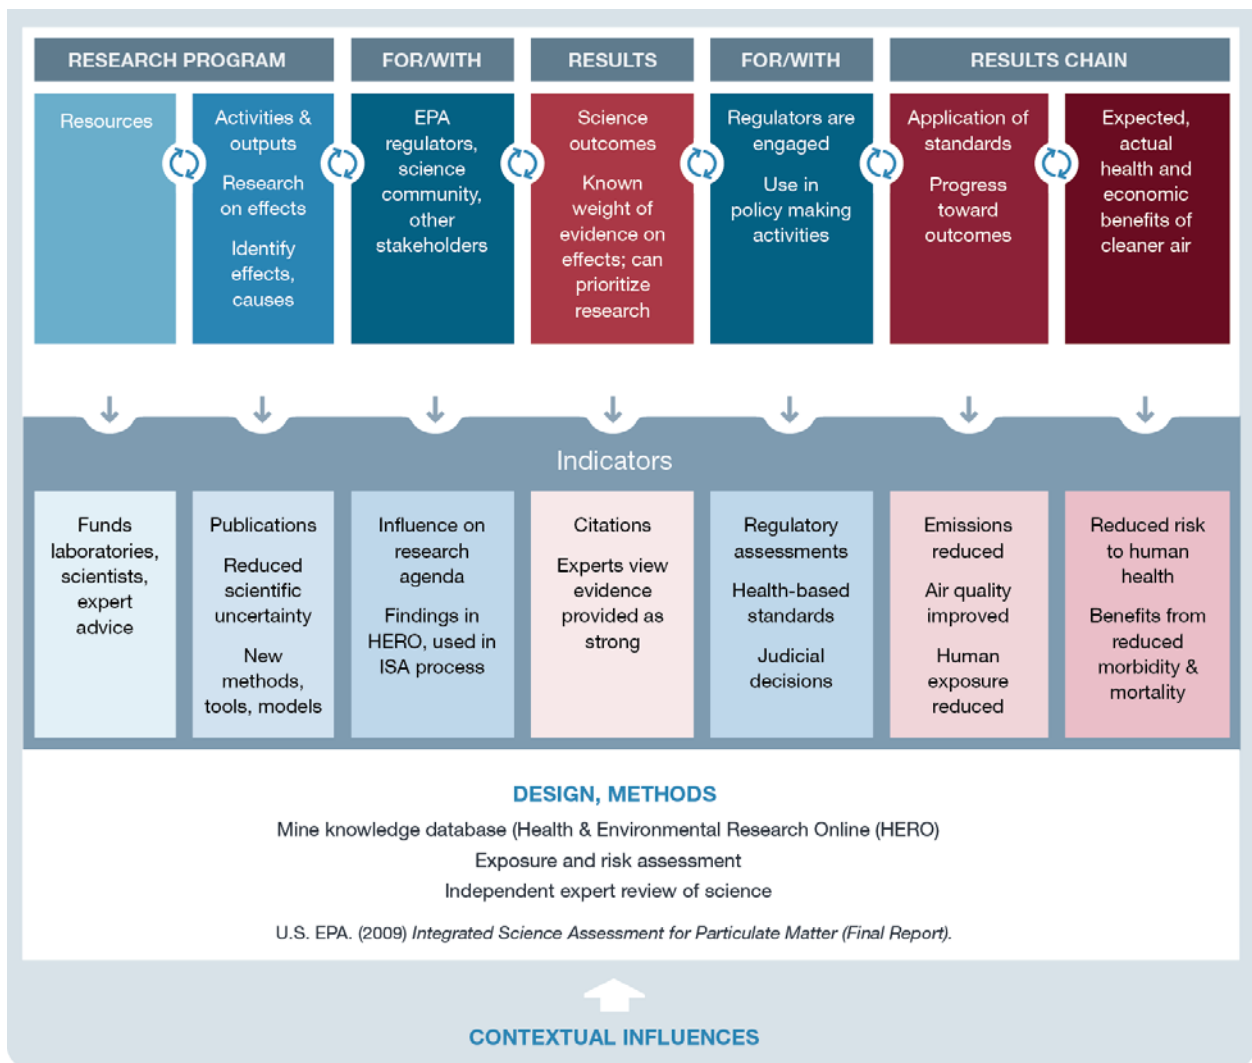 RESEARCH PROGRAM
FOR/WITH
RESULTS
FOR/WITH
RESULTS CHAIN
Resources
Activities &
outputs
Research
on effects
Identify
effects,
causes
EPA
regulators,
science
community,
other
stakeholders
Science
outcomes
Known
weight of
evidence on
effects; can
prioritize
research
Regulators are
engaged
Use in
policy making
activities
Application of
standards
Progress
toward
outcomes
Expected,
actual
health and
economic
benefits of
cleaner air
Indicators
Funds
laboratories,
scientists,
expert
advice
Publications
Reduced
scientific
uncertainty
New
methods,
tools, models
Influence on
research
agenda
Findings in
HERO, used in
ISA process
Citations
Experts view
evidence
provided as
strong
Regulatory
assessments
Health-based
standards
Judicial
decisions
Emissions
reduced
Air quality
improved
Human
exposure
reduced
Reduced risk
to human
health
Benefits from
reduced
morbidity &
mortality
DESIGN, METHODS
Mine knowledge database (Health & Environmental Research Online (HERO)
Exposure and risk assessment
Independent expert review of science
U.S. EPA. (2009) Integrated Science Assessment for Particulate Matter (Final Report).
CONTEXTUAL INFLUENCES